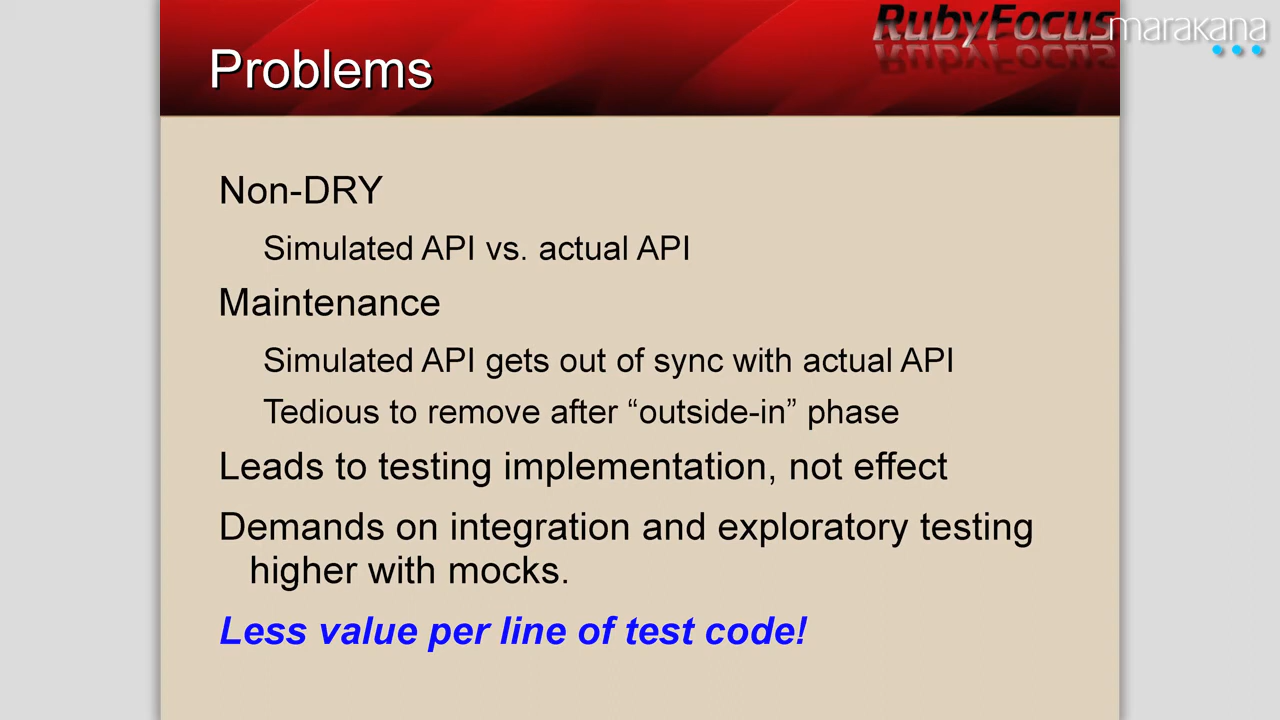 RubyFocus
marakana
Problems
Non-DRY
Simulated API vs. actual API
Maintenance
Simulated API gets out of sync with actual API
Tedious to remove after “outside-in” phase
Leads to testing implementation, not effect
Demands on integration and exploratory testing
higher with mocks.
Less value per line of test code!